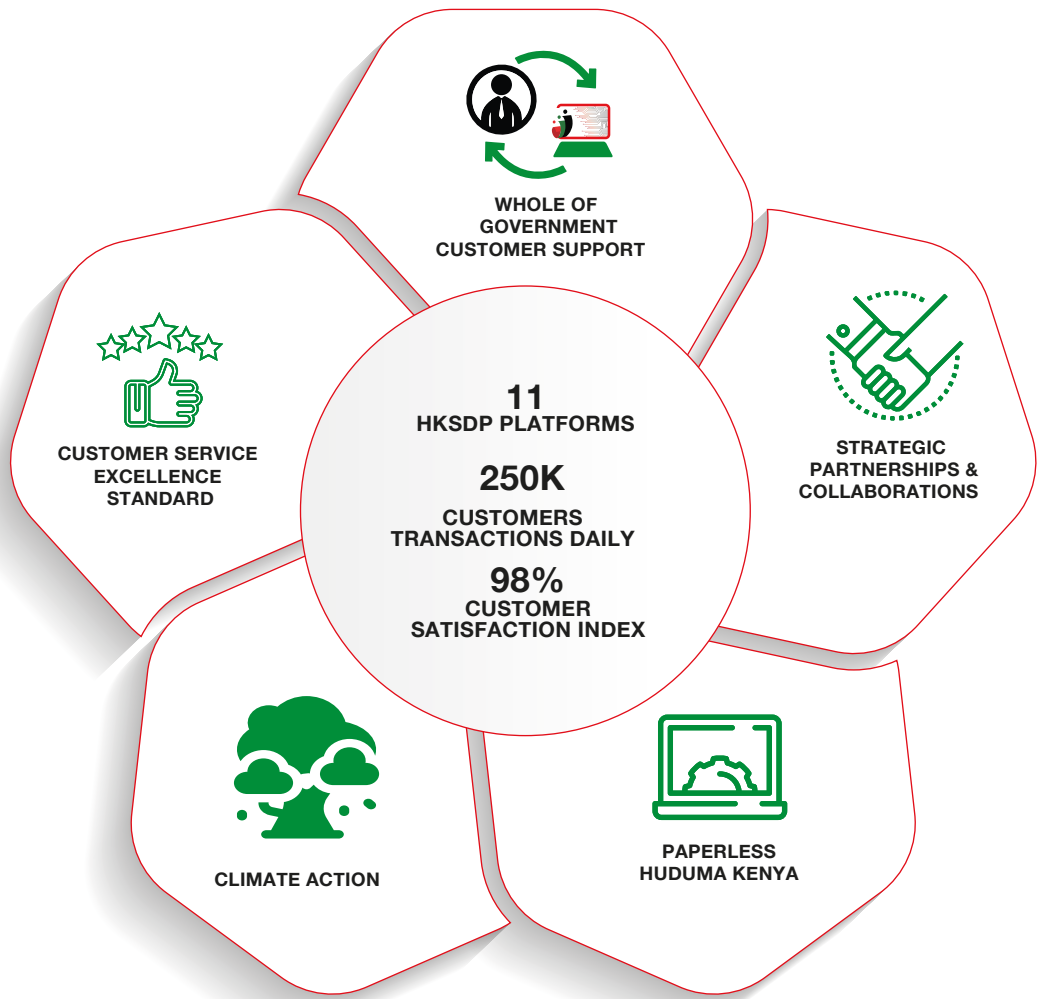 WHOLE OF
GOVERNMENT
CUSTOMER SUPPORT
CUSTOMER SERVICE
EXCELLENCE
STANDARD
11
HKSDP PLATFORMS
250K
CUSTOMERS
TRANSACTIONS DAILY
98%
CUSTOMER
SATISFACTION INDEX
STRATEGIC
PARTNERSHIPS &
COLLABORATIONS
CLIMATE ACTION
PAPERLESS
HUDUMA KENYA